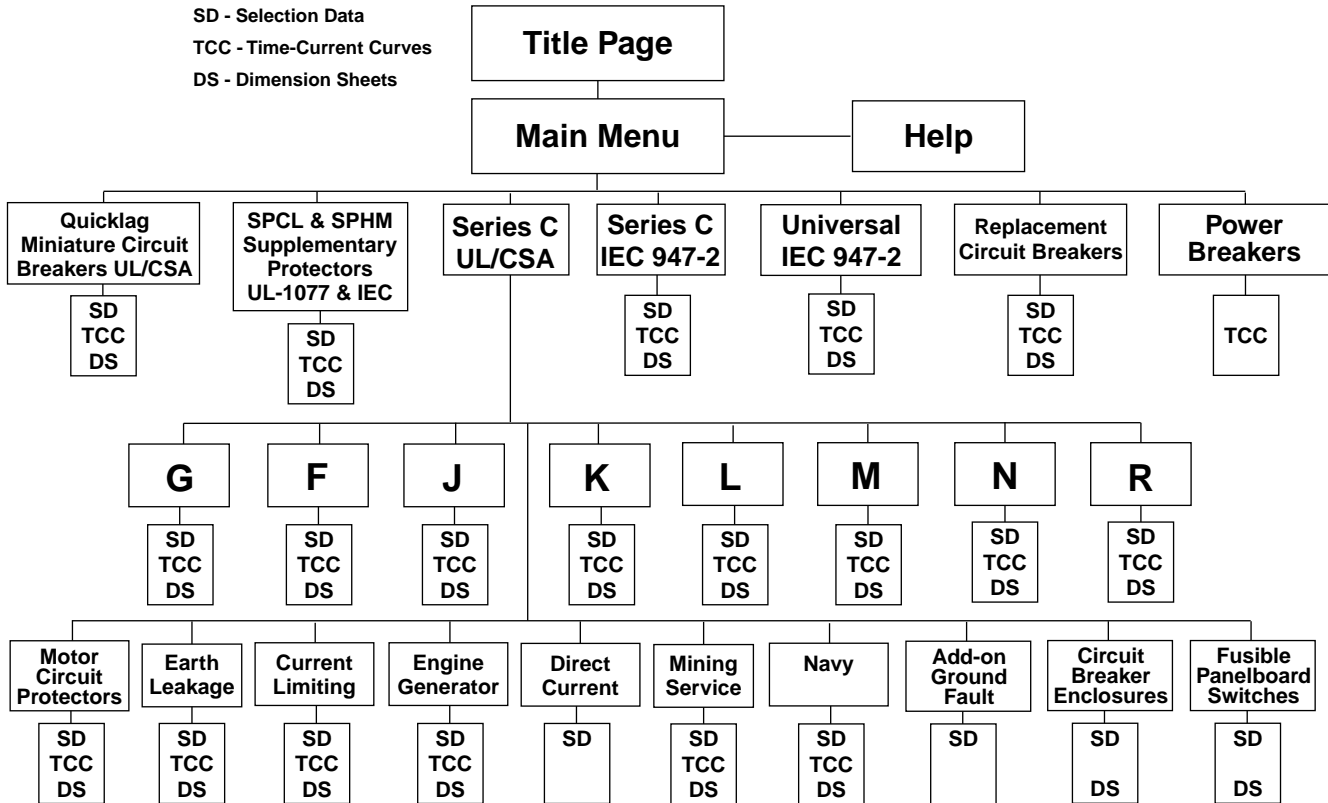 SD - Selection Data
TCC - Time-Current Curves
DS - Dimension Sheets
Title Page
Main Menu
Help
Quicklag
Miniature Circuit
Breakers UL/CSA
SD
TCC
DS
SPCL & SPHM
Supplementary
Protectors
UL-1077 & IEC
SD
TCC
DS
Series C
UL/CSA
Series C
IEC 947-2
SD
TCC
DS
Universal
IEC 947-2
SD
TCC
DS
Replacement
Circuit Breakers
SD
TCC
DS
Power
Breakers
TCC
G
SD
TCC
DS
F
SD
TCC
DS
J
SD
TCC
DS
K
SD
TCC
DS
L
SD
TCC
DS
M
SD
TCC
DS
N
SD
TCC
DS
R
SD
TCC
DS
Motor
Circuit
Protectors
SD
TCC
DS
Earth
Leakage
SD
TCC
DS
Current
Limiting
SD
TCC
DS
Engine
Generator
SD
TCC
DS
Direct
Current
SD
Mining
Service
SD
TCC
DS
Navy
SD
TCC
DS
Add-on
Ground
Fault
SD
Circuit
Breaker
Enclosures
SD
DS
Fusible
Panelboard
Switches
SD
DS